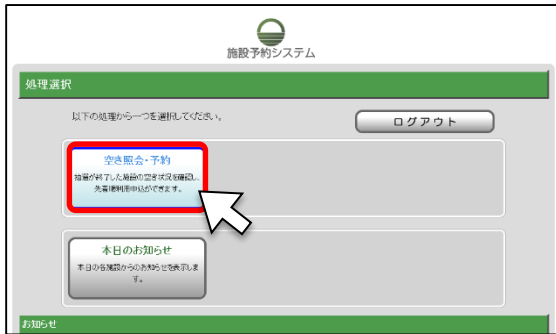 施設予約システム
処理選択
以下の処理から一つを選択してください。
ログアウト
空き照会・予約
抽選が終了した施設の空き状況を確認し、
先着順利用申込ができます。
本日のお知らせ
本日の各施設からのお知らせを表示しま
す。
お知らせ